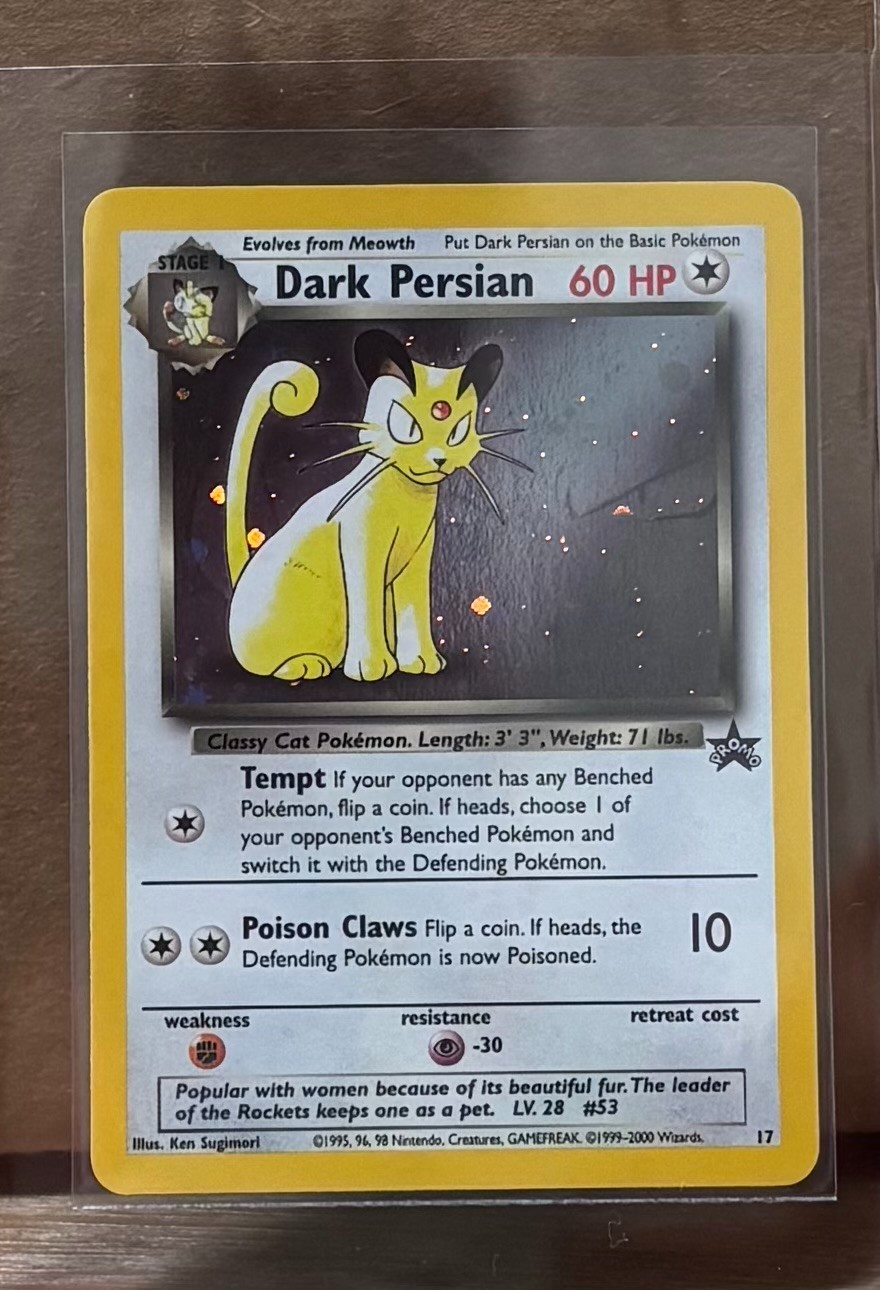 Evolves from Meowth Put Dark Persian on the Basic Pokémon
STAGE 1
Dark Persian 60 HP
Classy Cat Pokémon. Length: 3' 3", Weight: 71 lbs.
PROMO
Tempt If your opponent has any Benched
Pokémon, flip a coin. If heads, choose 1 of
your opponent's Benched Pokémon and
switch it with the Defending Pokémon.
Poison Claws Flip a coin. If heads, the
Defending Pokémon is now Poisoned.
10
weakness resistance retreat cost
-30
Popular with women because of its beautiful fur. The leader
of the Rockets keeps one as a pet. LV. 28 #53
Illus. Ken Sugimori ©1995, 96, 98 Nintendo, Creatures, GAMEFREAK. ©1999-2000 Wizards. 17